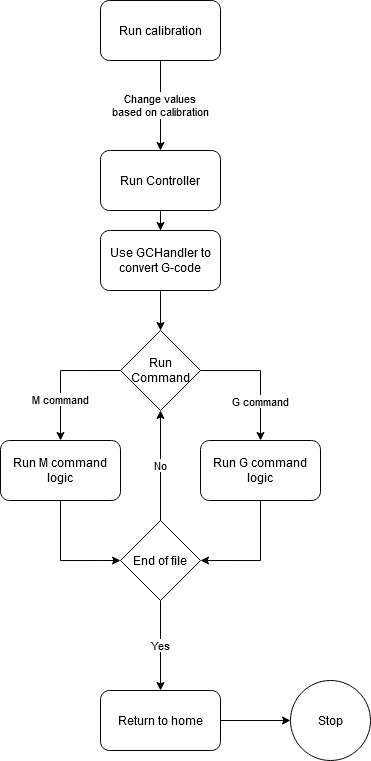 Run calibration
Change values
based on calibration
Run Controller
Use GCHandler to
convert G-code
Run
Command
M command
G command
Run M command
logic
No
Run G command
logic
End of file
Yes
Return to home
Stop